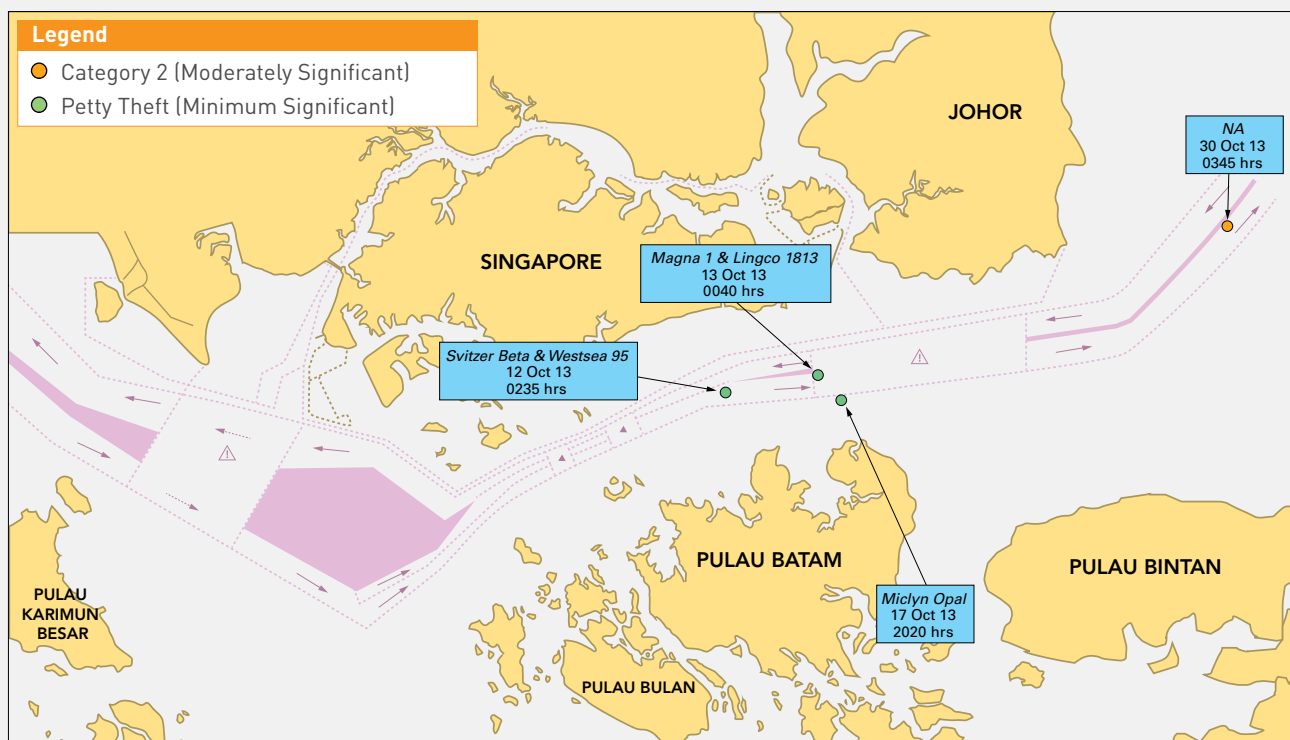 Legend
Category 2 (Moderately Significant)
Petty Theft (Minimum Significant)
JOHOR
NA
30 Oct 13
0345 hrs
SINGAPORE
Magna 1 & Lingco 1813
13 Oct 13
0040 hrs
Svitzer Beta & Westsea 95
12 Oct 13
0235 hrs
PULAU BATAM
PULAU BINTAN
PULAU
KARIMUN
BESAR
Miclyn Opal
17 Oct 13
2020 hrs
PULAU BULAN